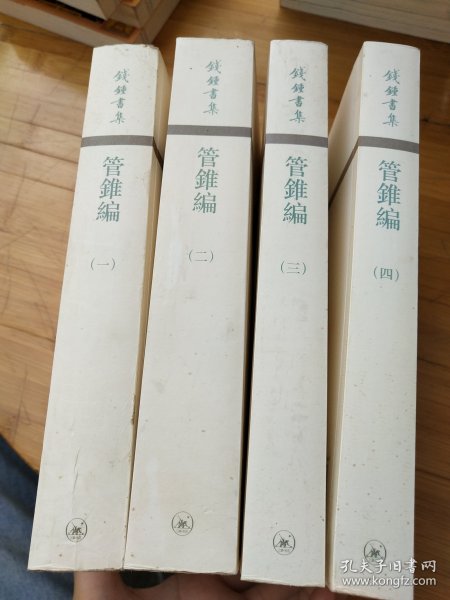 錢鍾書集
管錐編
(一)
錢鍾書集
管錐編
(二)
錢鍾書集
管錐編
(三)
錢鍾書集
管錐編
(四)
孔夫子旧书网
www.kongfz.com